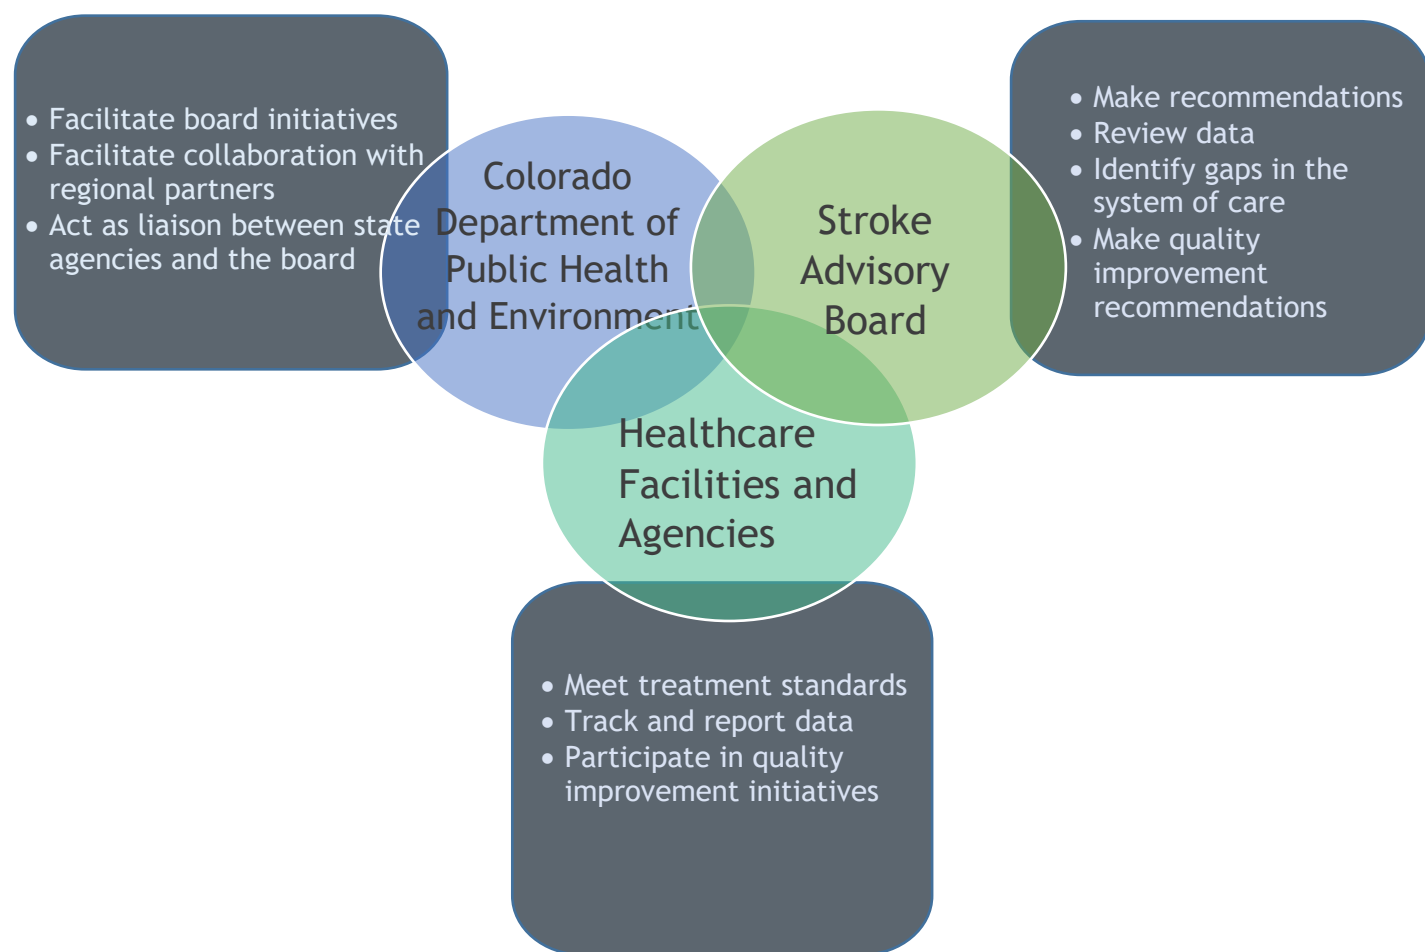 • Facilitate board initiatives
• Facilitate collaboration with
regional partners
• Act as liaison between state
agencies and the board
Colorado
Department of
Public Health
and Environment
Stroke
Advisory
Board
• Make recommendations
• Review data
• Identify gaps in the
system of care
• Make quality
improvement
recommendations
Healthcare
Facilities and
Agencies
• Meet treatment standards
• Track and report data
• Participate in quality
improvement initiatives